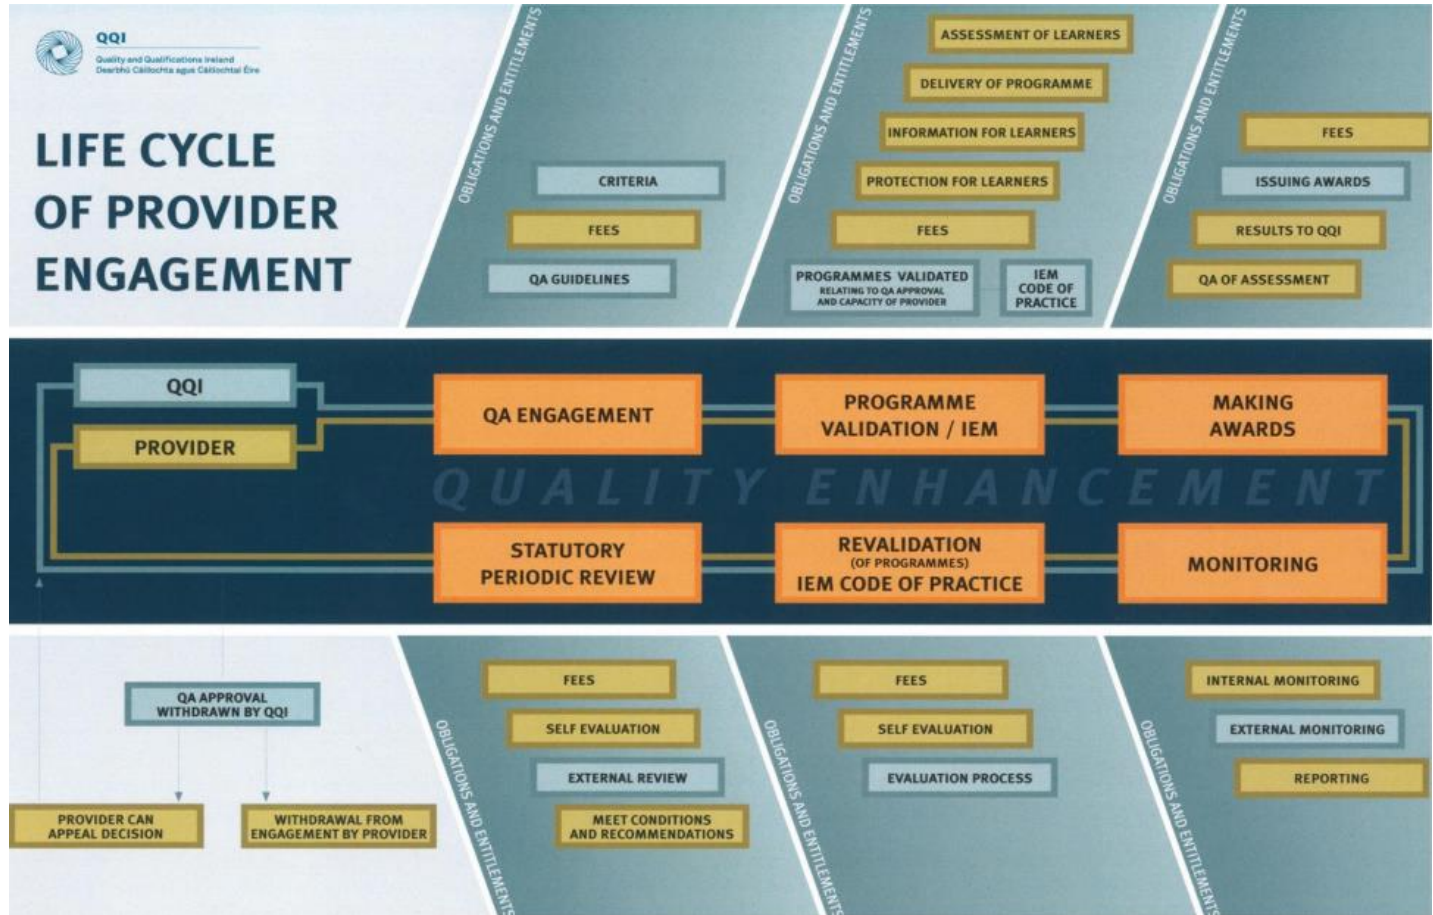 QQI
Quality and Qualifications Ireland
Dearbhú Cáilíochta agus Cáilíochtaí Éire
LIFE CYCLE
OF PROVIDER
ENGAGEMENT
OBLIGATIONS AND ENTITLEMENTS
CRITERIA
FEES
QA GUIDELINES
OBLIGATIONS AND ENTITLEMENTS
ASSESSMENT OF LEARNERS
DELIVERY OF PROGRAMME
INFORMATION FOR LEARNERS
PROTECTION FOR LEARNERS
FEES
PROGRAMMES VALIDATED
RELATING TO QA APPROVAL
AND CAPACITY OF PROVIDER
IEM
CODE OF
PRACTICE
OBLIGATIONS AND ENTITLEMENTS
FEES
ISSUING AWARDS
RESULTS TO QQI
QA OF ASSESSMENT
QQI
PROVIDER
QA ENGAGEMENT
PROGRAMME
VALIDATION / IEM
MAKING
AWARDS
QUALITY ENHANCEMENT
STATUTORY
PERIODIC REVIEW
REVALIDATION
(OF PROGRAMMES)
IEM CODE OF PRACTICE
MONITORING
QA APPROVAL
WITHDRAWN BY QQI
PROVIDER CAN
APPEAL DECISION
WITHDRAWAL FROM
ENGAGEMENT BY PROVIDER
OBLIGATIONS AND ENTITLEMENTS
FEES
SELF EVALUATION
EXTERNAL REVIEW
MEET CONDITIONS
AND RECOMMENDATIONS
OBLIGATIONS AND ENTITLEMENTS
FEES
SELF EVALUATION
EVALUATION PROCESS
OBLIGATIONS AND ENTITLEMENTS
INTERNAL MONITORING
EXTERNAL MONITORING
REPORTING